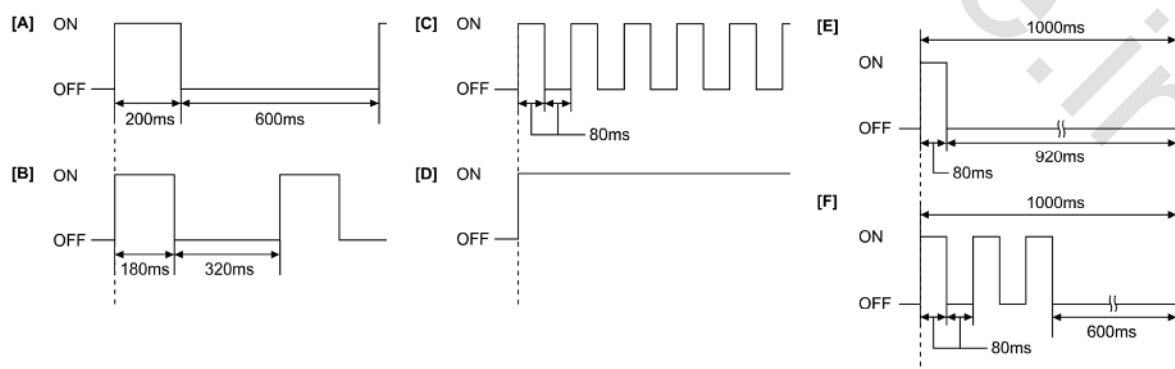 [A] ON
OFF
200ms 600ms
[B] ON
OFF
180ms 320ms
[C] ON
OFF
80ms
[D] ON
OFF
[E] 1000ms
ON
OFF
920ms
80ms
[F] 1000ms
ON
OFF
600ms
80ms